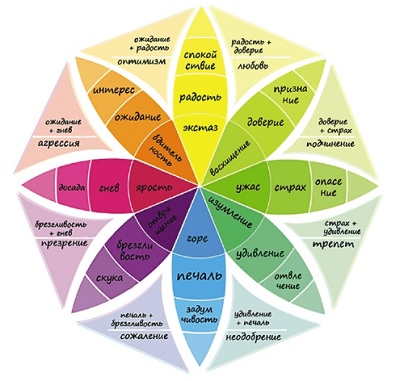 ожидание
+ радость
оптимизм
радость +
доверие
любовь
спокой
ствие
радость
экстаз
призна
ние
доверие
восхищение
доверие
+ страх
подчинение
ужас
страх
опасе
ние
страх +
удивление
трепет
изумление
удивление
отвле
чение
удивление
+ печаль
неодобрение
горе
печаль
задум
чивость
печаль +
брезгливость
сожаление
отвра
щение
брезгли
вость
скука
брезгливость
+ гнев
презрение
ярость
гнев
досада
ожидание
+ гнев
агрессия
интерес
ожидание
бдитель
ность